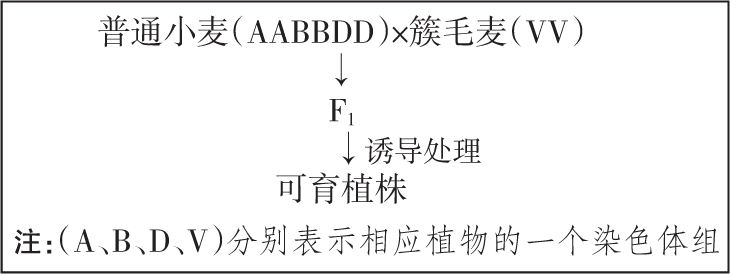 普通小麦(AABBDD)×簇毛麦(VV)
↓
F₁
↓诱导处理
可育植株
注:(A、B、D、V)分别表示相应植物的一个染色体组